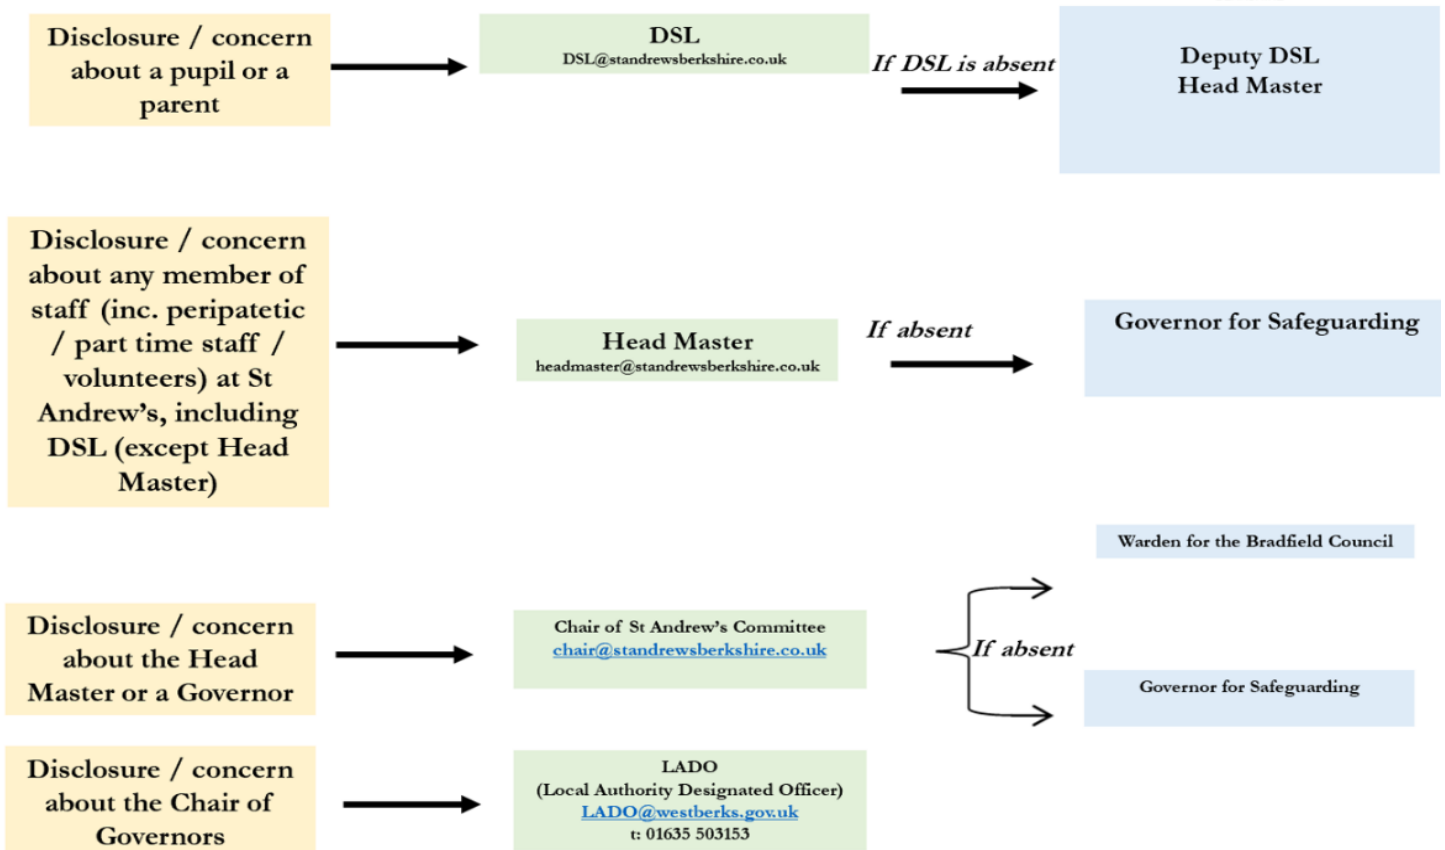 Disclosure / concern
about a pupil or a
parent
DSL
DSL@standrewsberkshire.co.uk
If DSL is absent
Deputy DSL
Head Master
Disclosure / concern
about any member of
staff (inc. peripatetic
/ part time staff /
volunteers) at St
Andrew's, including
DSL (except Head
Master)
Head Master
headmaster@standrewsberkshire.co.uk
If absent
Governor for Safeguarding
Disclosure / concern
about the Head
Master or a Governor
Chair of St Andrew's Committee
chair@standrewsberkshire.co.uk
If absent
Warden for the Bradfield Council
Governor for Safeguarding
Disclosure / concern
about the Chair of
Governors
LADO
(Local Authority Designated Officer)
LADO@westberks.gov.uk
t: 01635 503153